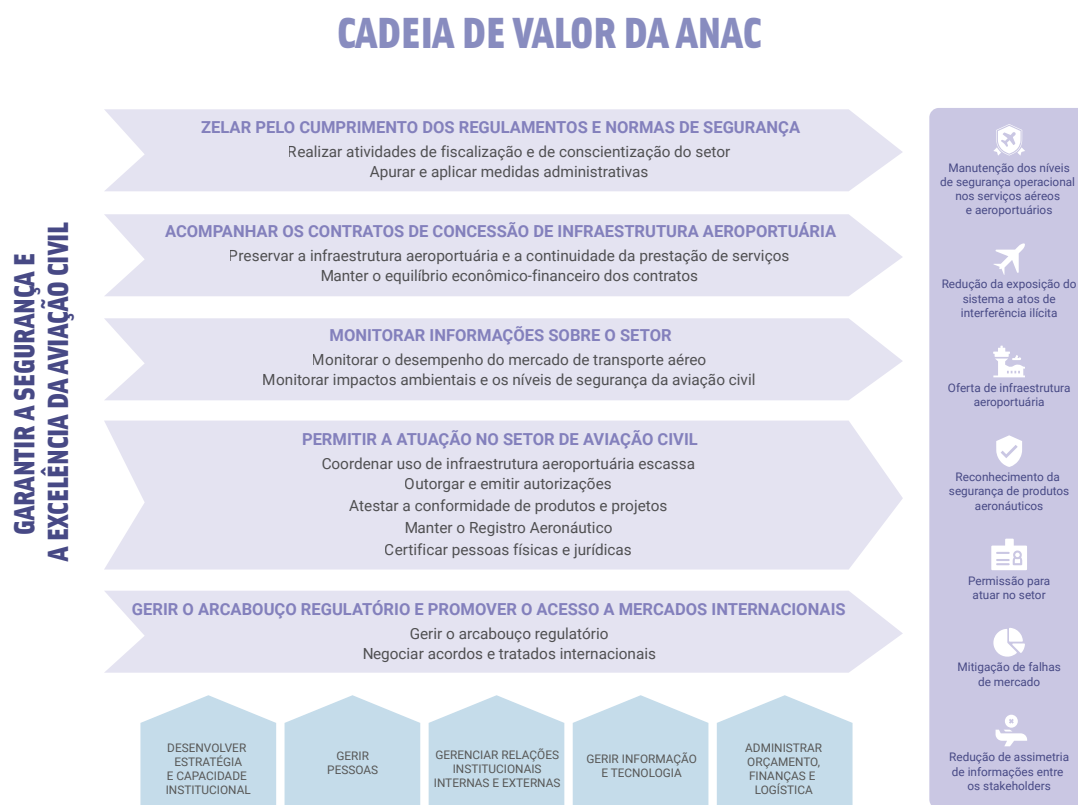 CADEIA DE VALOR DA ANAC
GARANTIR A SEGURANÇA E
A EXCELÊNCIA DA AVIAÇÃO CIVIL
ZELAR PELO CUMPRIMENTO DOS REGULAMENTOS E NORMAS DE SEGURANÇA
Realizar atividades de fiscalização e de conscientização do setor
Apurar e aplicar medidas administrativas
ACOMPANHAR OS CONTRATOS DE CONCESSÃO DE INFRAESTRUTURA AEROPORTUÁRIA
Preservar a infraestrutura aeroportuária e a continuidade da prestação de serviços
Manter o equilíbrio econômico-financeiro dos contratos
MONITORAR INFORMAÇÕES SOBRE O SETOR
Monitorar o desempenho do mercado de transporte aéreo
Monitorar impactos ambientais e os níveis de segurança da aviação civil
PERMITIR A ATUAÇÃO NO SETOR DE AVIAÇÃO CIVIL
Coordenar uso de infraestrutura aeroportuária escassa
Outorgar e emitir autorizações
Atestar a conformidade de produtos e projetos
Manter o Registro Aeronáutico
Certificar pessoas físicas e jurídicas
GERIR O ARCABOUÇO REGULATÓRIO E PROMOVER O ACESSO A MERCADOS INTERNACIONAIS
Gerir o arcabouço regulatório
Negociar acordos e tratados internacionais
DESENVOLVER
ESTRATÉGIA
E CAPACIDADE
INSTITUCIONAL
GERIR
PESSOAS
GERENCIAR RELAÇÕES
INSTITUCIONAIS
INTERNAS E EXTERNAS
GERIR INFORMAÇÃO
E TECNOLOGIA
ADMINISTRAR
ORÇAMENTO,
FINANÇAS E
LOGÍSTICA
Manutenção dos níveis
de segurança operacional
nos serviços aéreos
e aeroportuários
Redução da exposição do
sistema a atos de
interferência ilícita
Oferta de infraestrutura
aeroportuária
Reconhecimento da
segurança de produtos
aeronáuticos
Permissão para
atuar no setor
Mitigação de falhas
de mercado
Redução de assimetria
de informações entre
os stakeholders